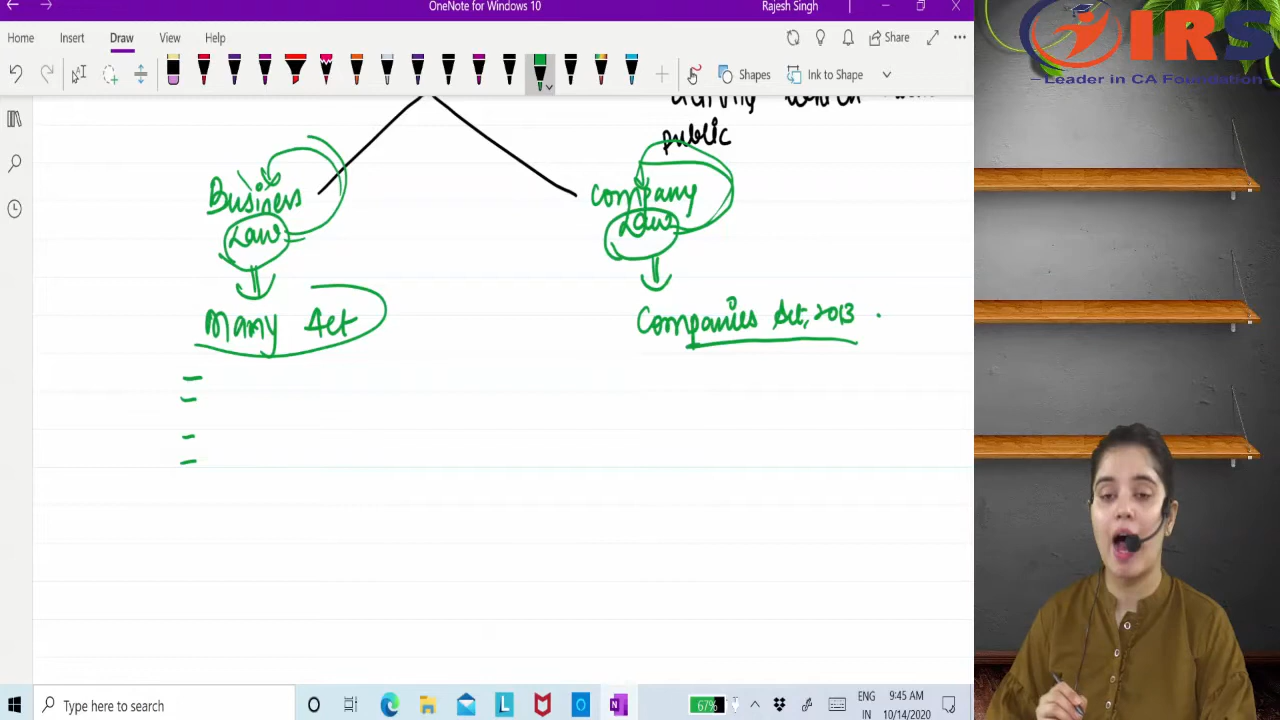 OneNote for Windows 10
Rajesh Singh
Home Insert Draw View Help
Share
Shapes
Ink to Shape
IRS
Leader in CA Foundation
activity which
public
Business
Law
Company
Law
Many Act
Companies Act, 2013
Type here to search
67%
ENG
IN
9:45 AM
10/14/2020